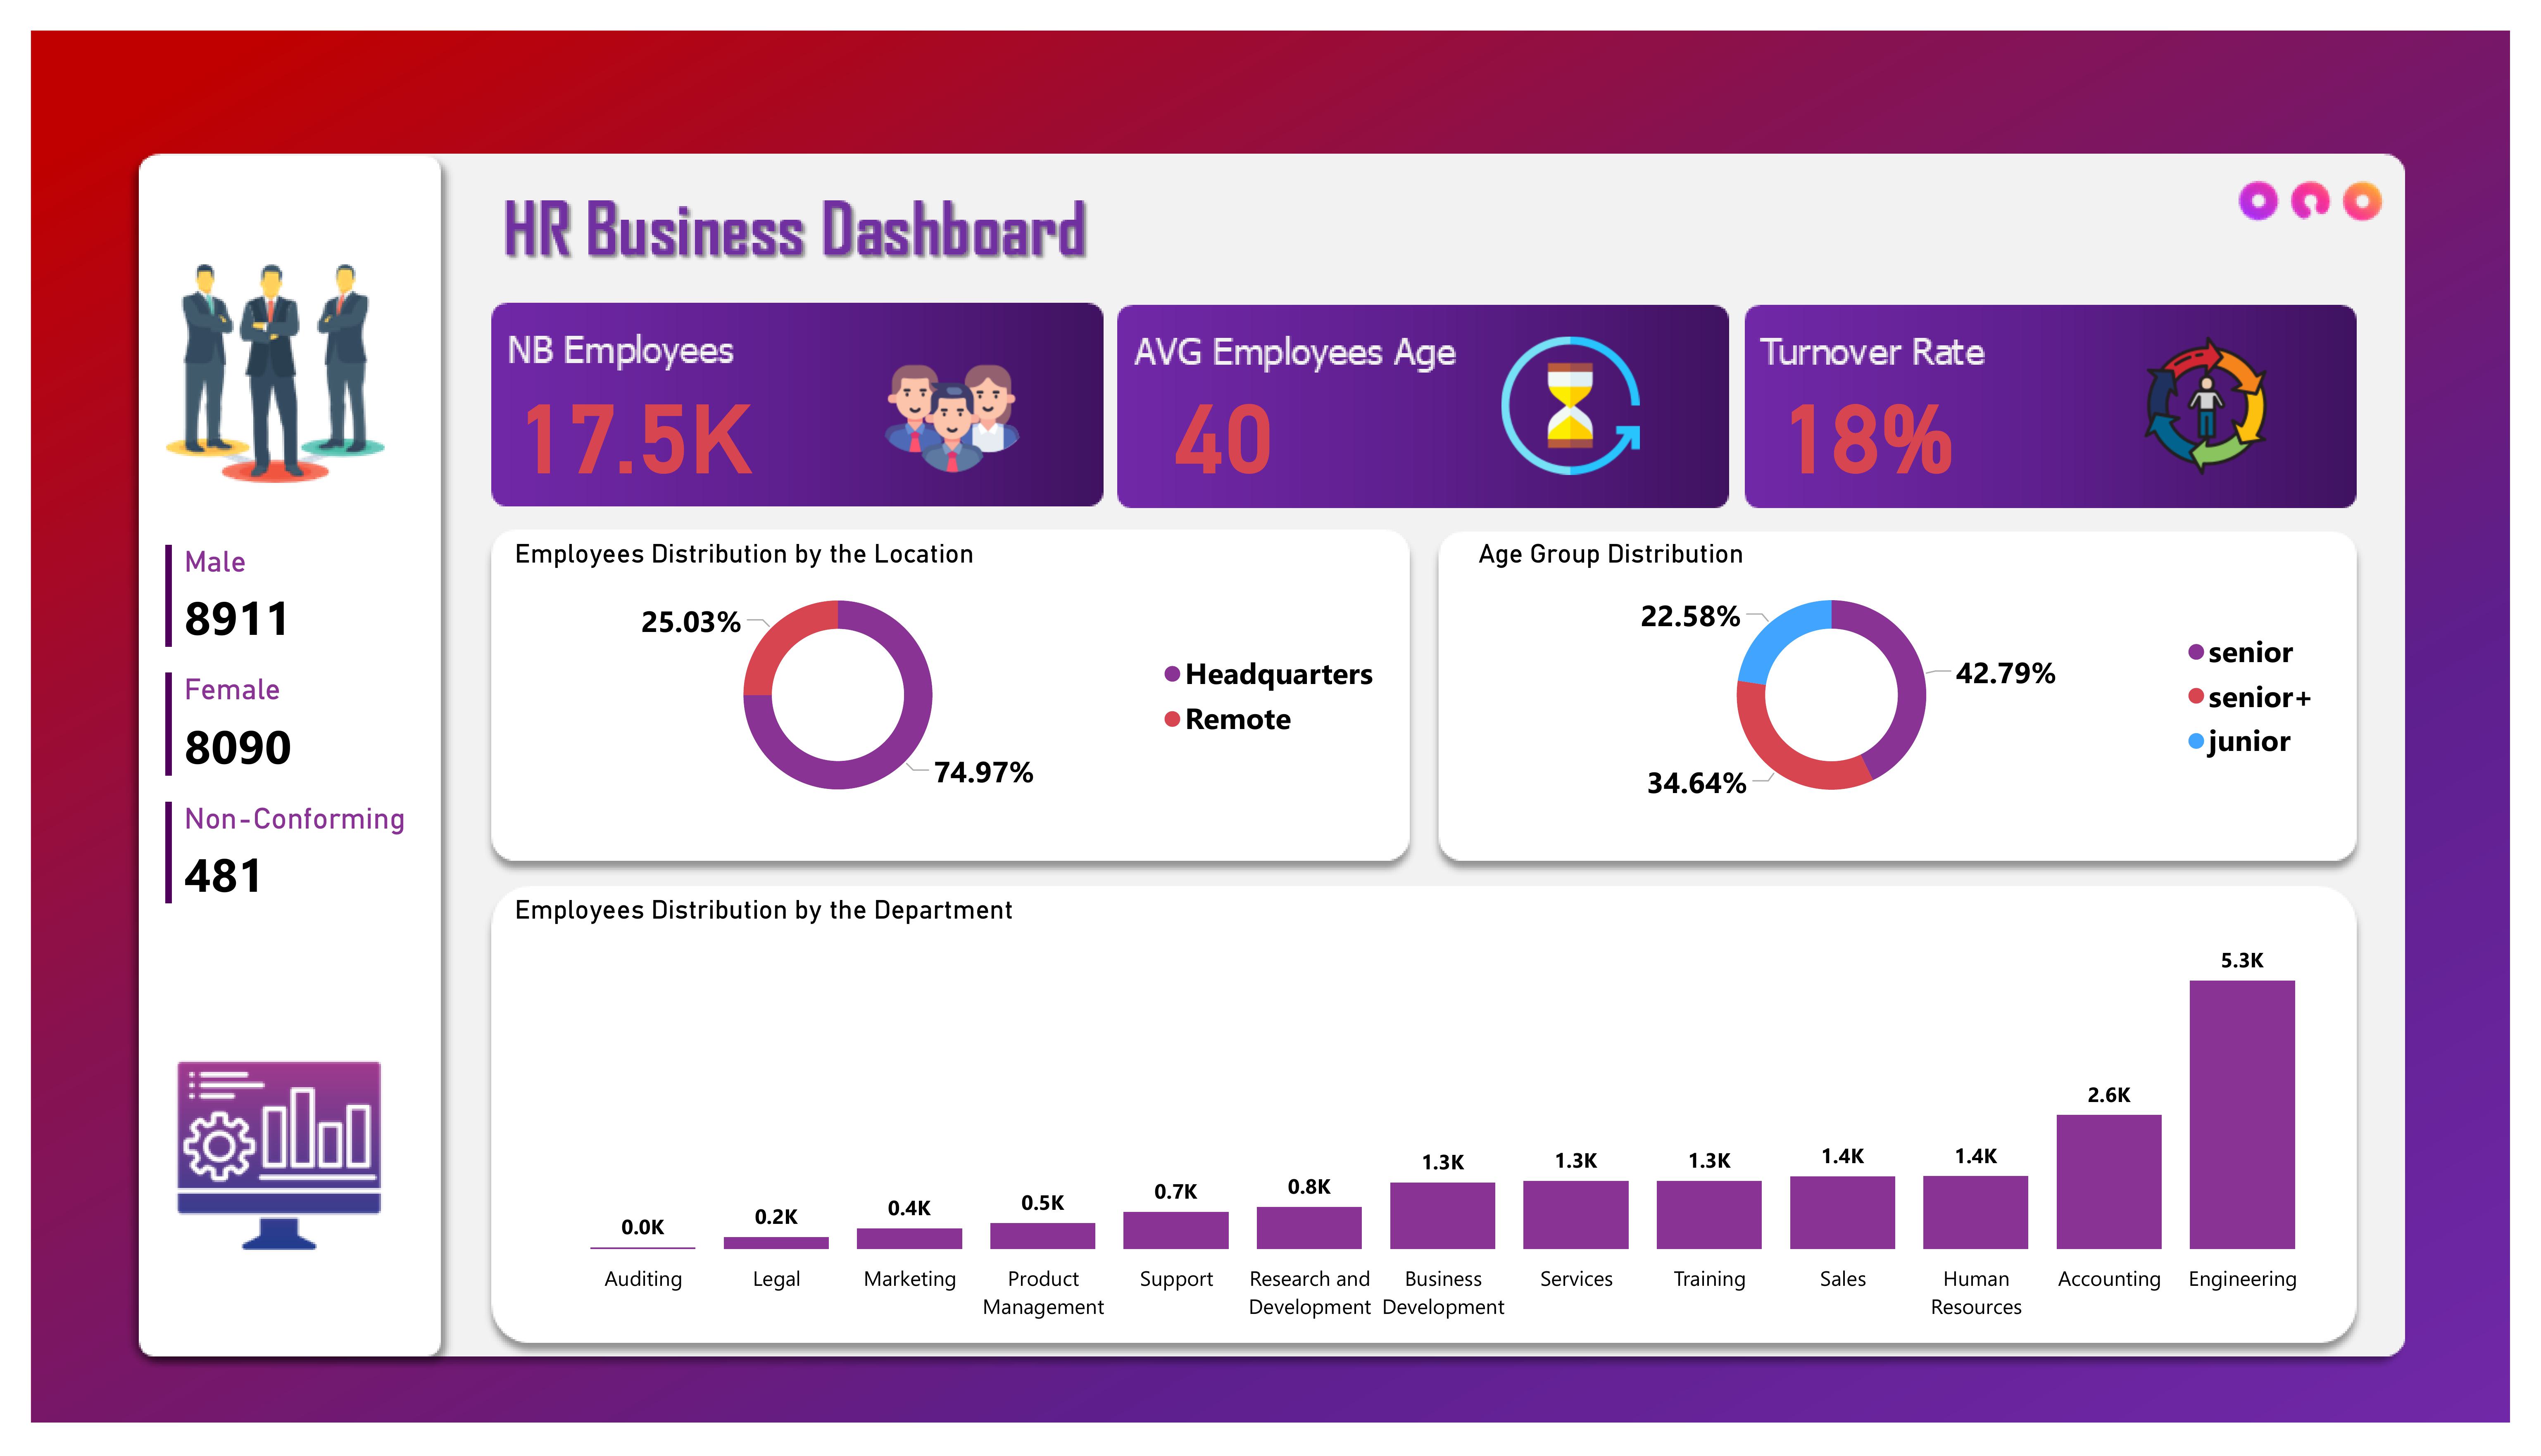 HR Business Dashboard
NB Employees
17.5K
AVG Employees Age
40
Turnover Rate
18%
Male
8911
Female
8090
Non-Conforming
481
Employees Distribution by the Location
25.03%
74.97%
Headquarters
Remote
Age Group Distribution
22.58%
42.79%
34.64%
senior
senior+
junior
Employees Distribution by the Department
0.0K
0.2K
0.4K
0.5K
0.7K
0.8K
1.3K
1.3K
1.3K
1.4K
1.4K
2.6K
5.3K
Auditing
Legal
Marketing
Product
Management
Support
Research and
Development
Business
Development
Services
Training
Sales
Human
Resources
Accounting
Engineering